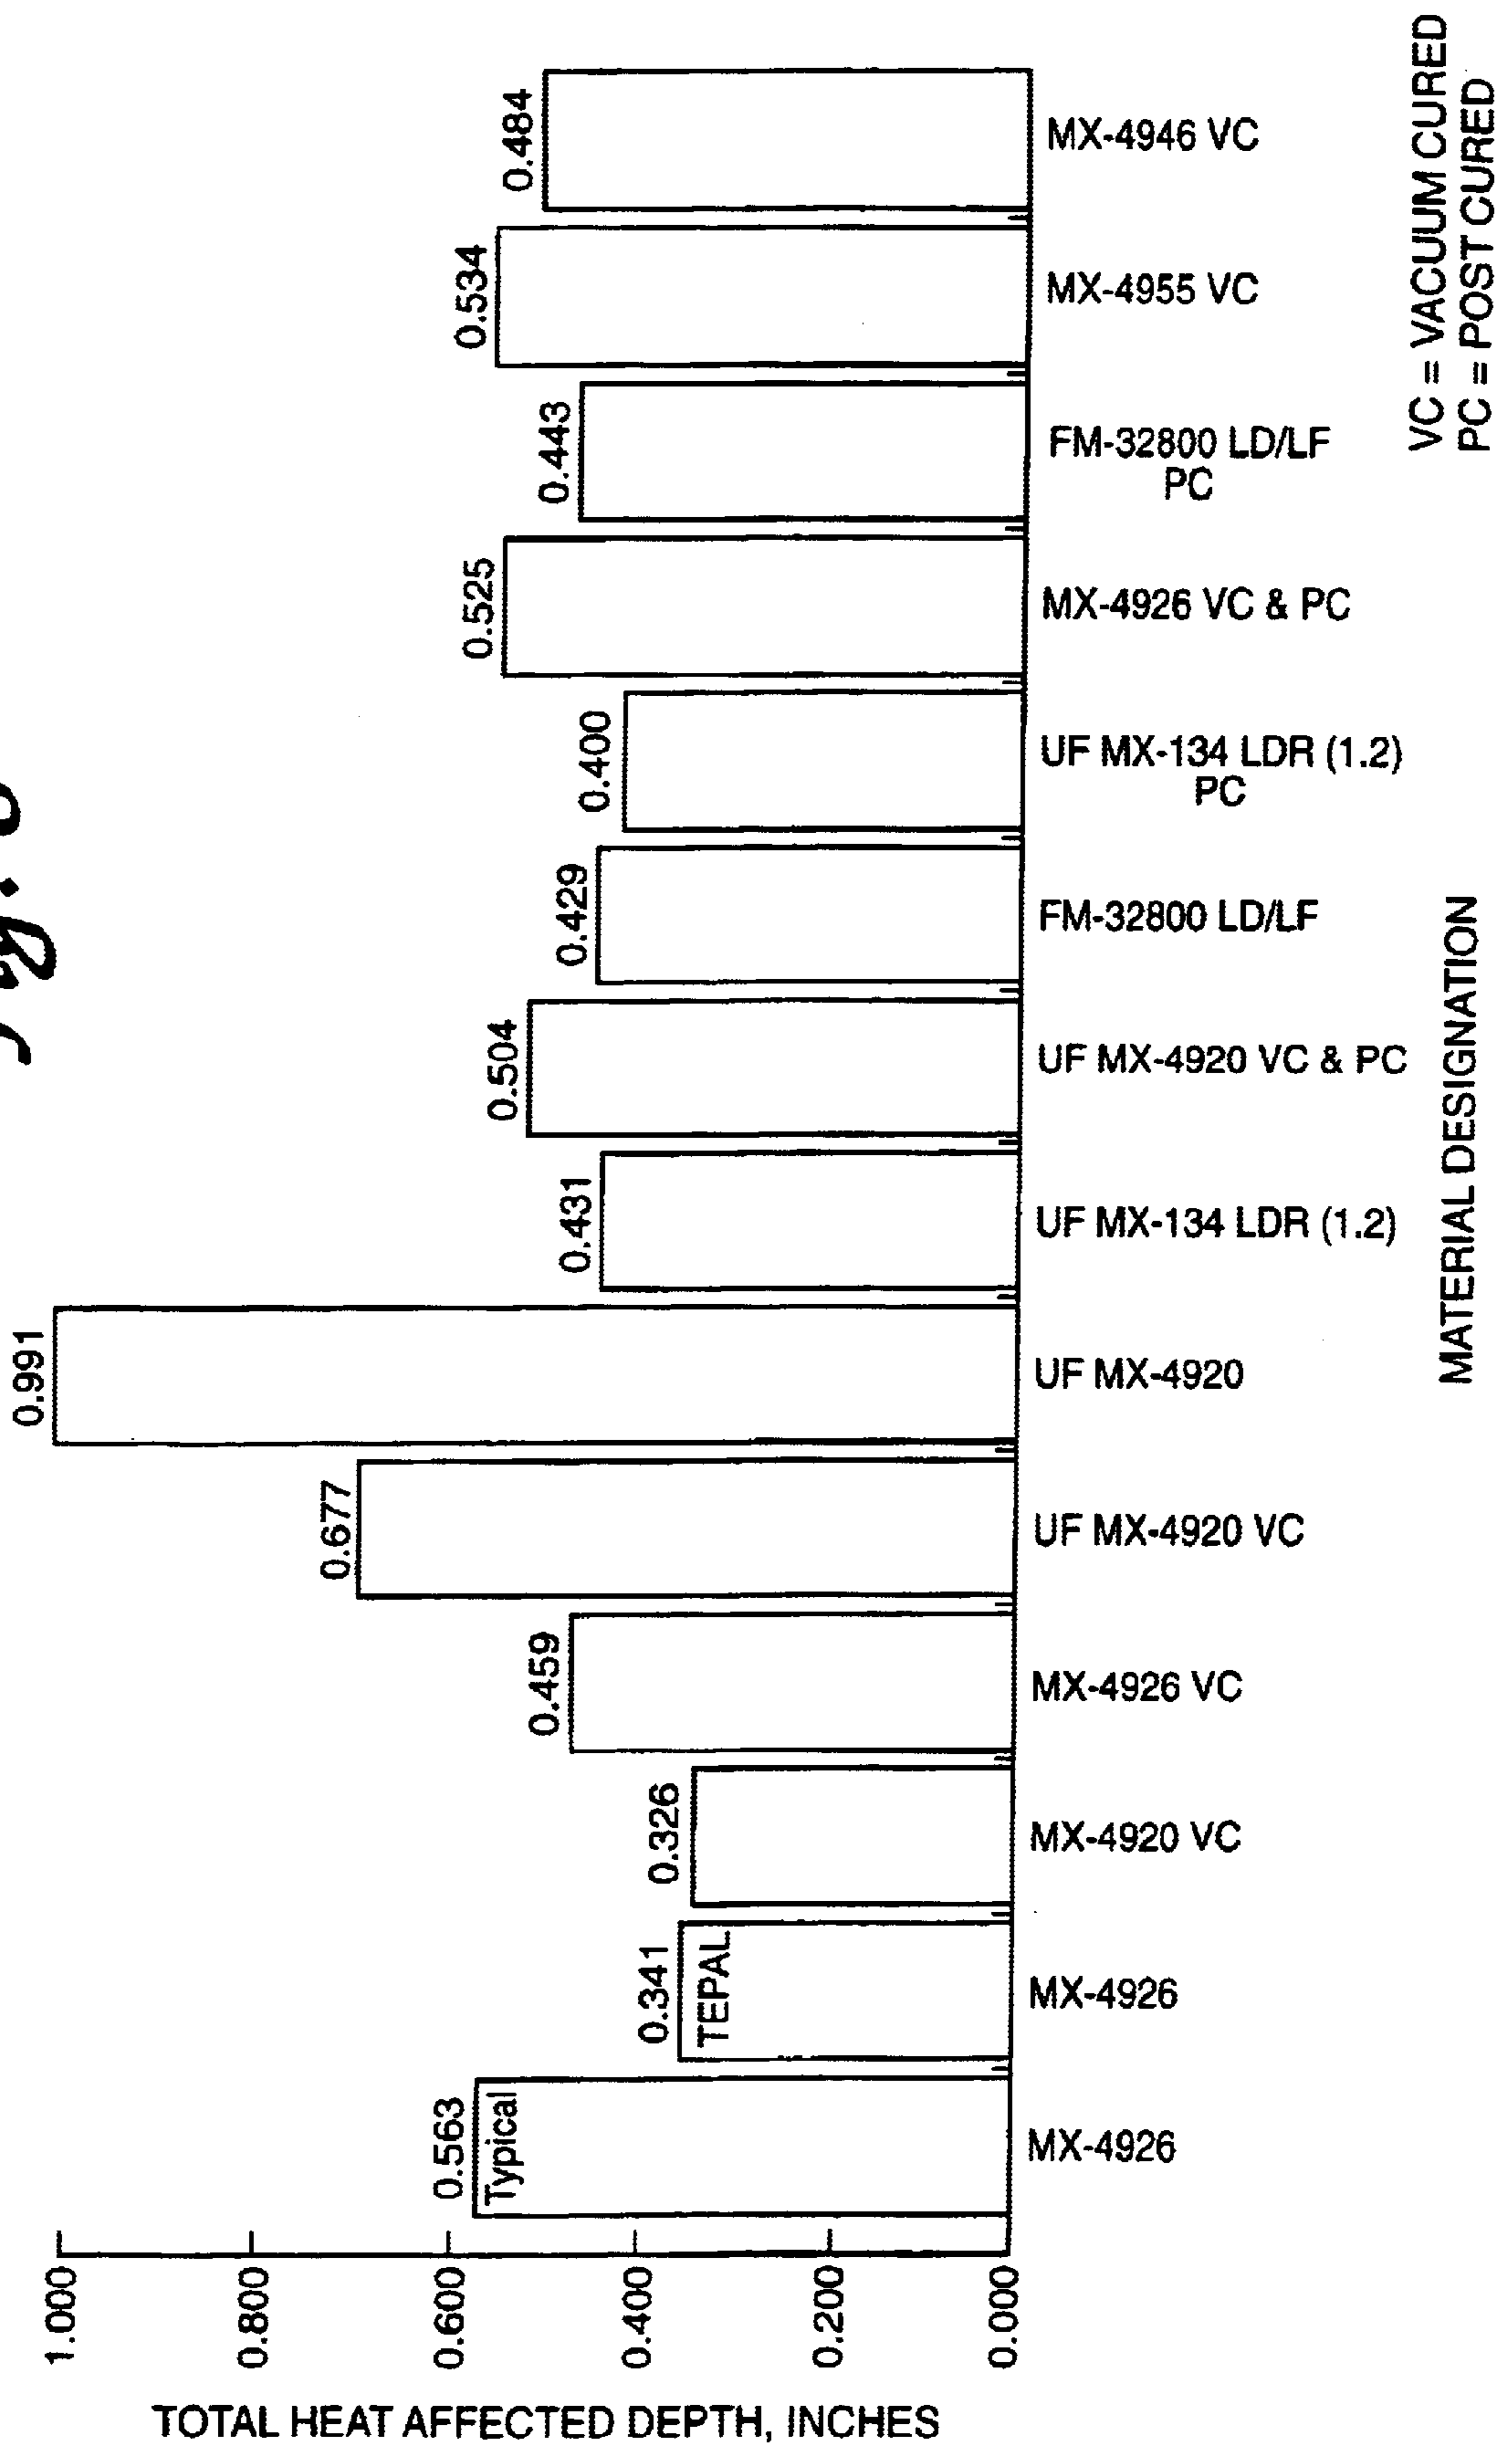 TOTAL HEAT AFFECTED DEPTH, INCHES
1.000
0.800
0.600
0.400
0.200
0.000
0.563
Typical
MX-4926
0.341
TEPAL
MX-4926
0.326
MX-4920 VC
0.459
MX-4926 VC
0.677
UF MX-4920 VC
0.991
UF MX-4920
0.431
UF MX-134 LDR (1.2)
0.504
UF MX-4920 VC & PC
0.429
FM-32800 LD/LF
0.400
UF MX-134 LDR (1.2)
PC
0.525
MX-4926 VC & PC
0.443
FM-32800 LD/LF
PC
0.534
MX-4955 VC
0.484
MX-4946 VC
MATERIAL DESIGNATION
VC = VACUUM CURED
PC = POST CURED